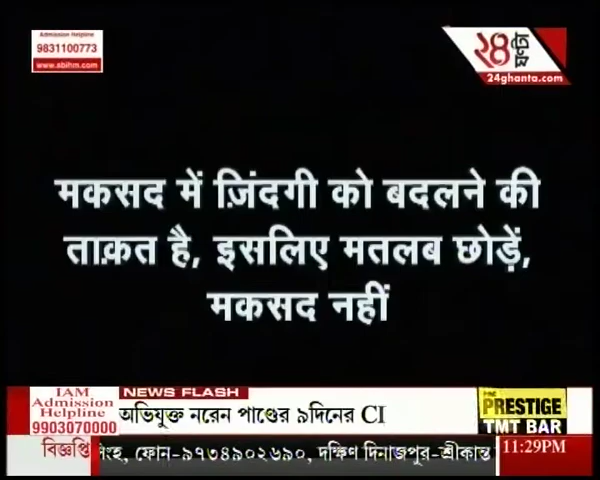 Admission Helpline
9831100773
www.sbihm.com
২৪ ঘণ্টা
24ghanta.com
मकसद में ज़िंदगी को बदलने की
ताक़त है, इसलिए मतलब छोड़ें,
मकसद नहीं
IAM
Admission
Helpline
9903070000
NEWS FLASH
অভিযুক্ত নরেন পাণ্ডের ৯দিনের CI
PRESTIGE
TMT BAR
বিজ্ঞপ্তি
সিংহ, ফোন-৯৭৩৪৯০২৬৯০, দক্ষিণ দিনাজপুর-শ্রীকান্ত
11:29PM